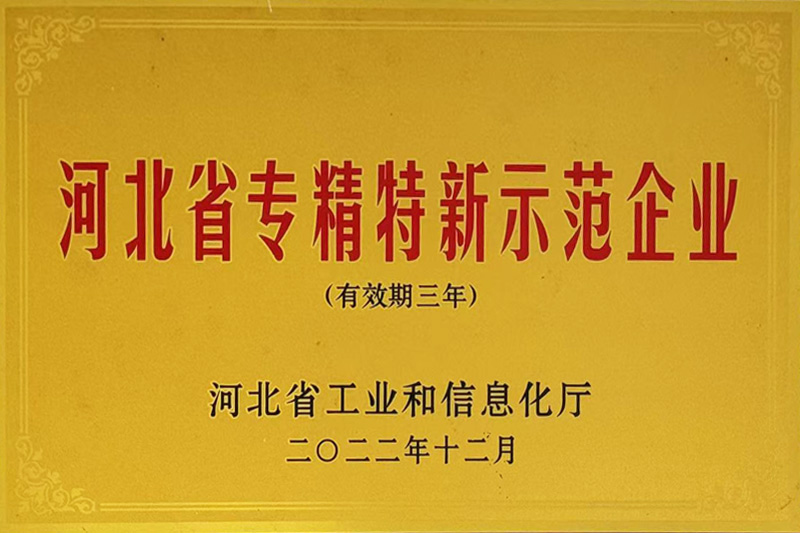 河北省专精特新示范企业
（有效期三年）
河北省工业和信息化厅
二〇二二年十二月